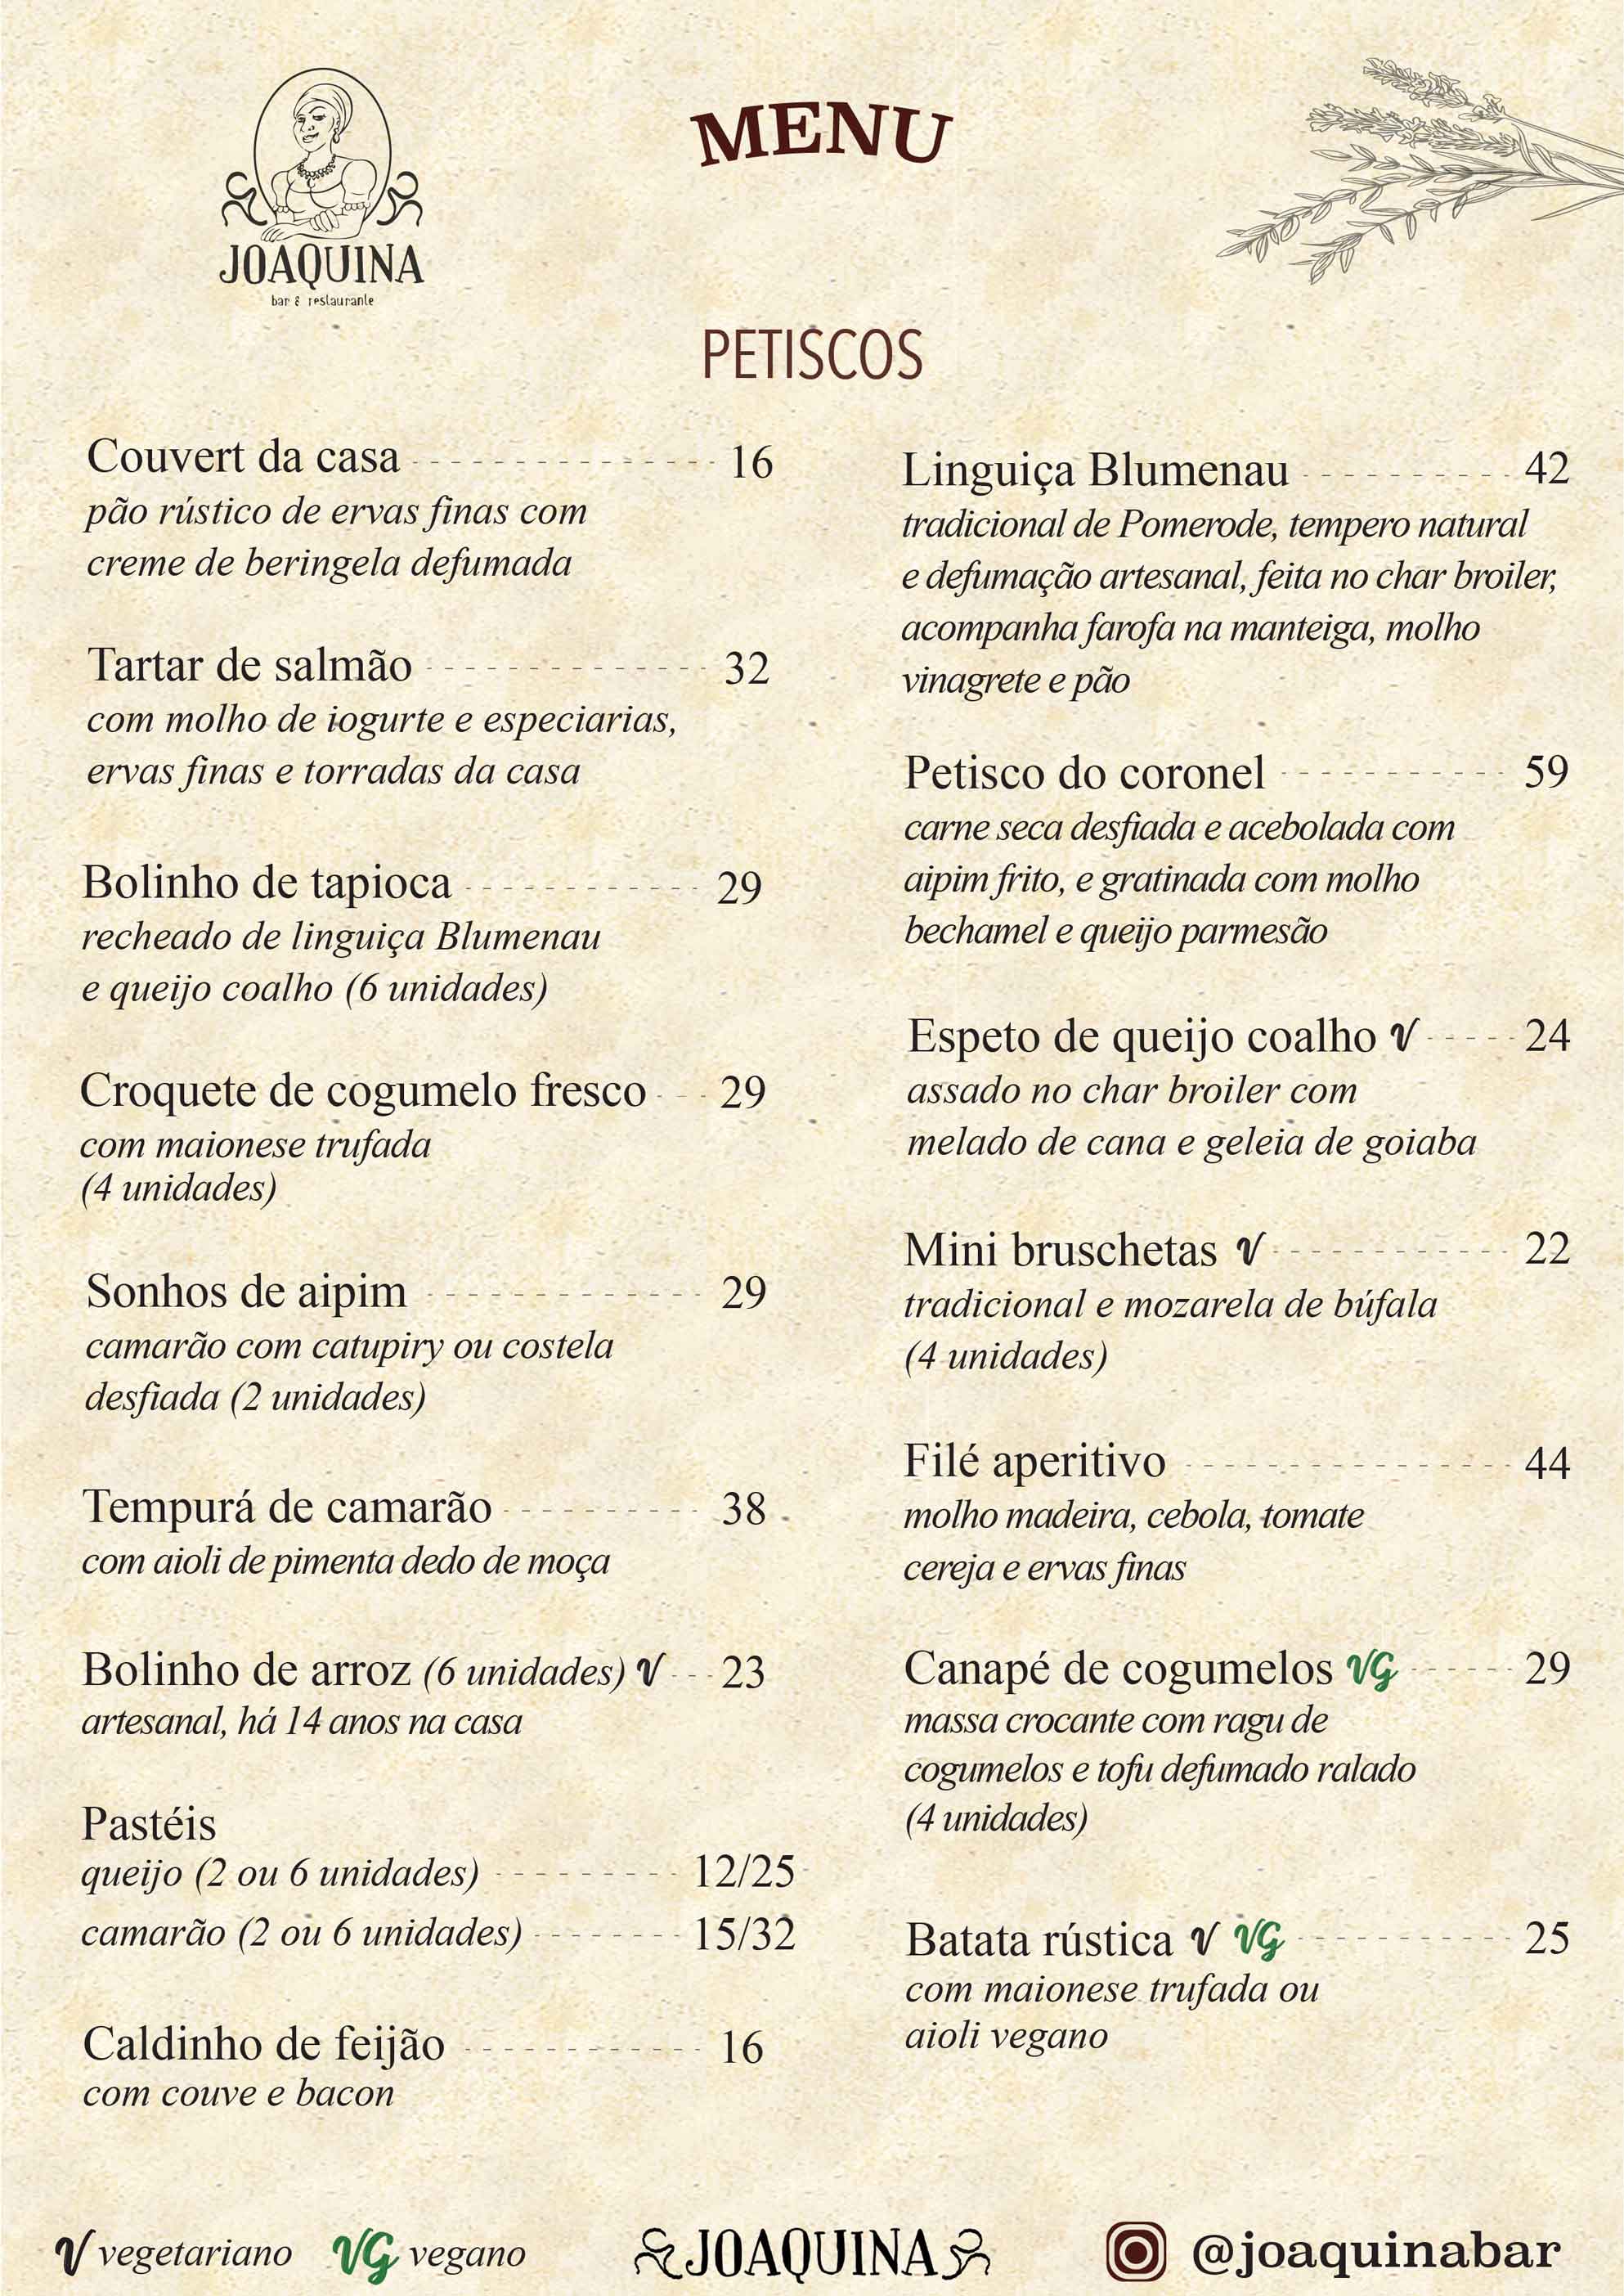 JOAQUINA
bar & restaurante
MENU
PETISCOS
Couvert da casa 16
pão rústico de ervas finas com
creme de beringela defumada
Tartar de salmão 32
com molho de iogurte e especiarias,
ervas finas e torradas da casa
Bolinho de tapioca 29
recheado de linguiça Blumenau
e queijo coalho (6 unidades)
Croquete de cogumelo fresco 29
com maionese trufada
(4 unidades)
Sonhos de aipim 29
camarão com catupiry ou costela
desfiada (2 unidades)
Tempurá de camarão 38
com aioli de pimenta dedo de moça
Bolinho de arroz (6 unidades) V 23
artesanal, há 14 anos na casa
Pastéis
queijo (2 ou 6 unidades) 12/25
camarão (2 ou 6 unidades) 15/32
Caldinho de feijão 16
com couve e bacon
Linguiça Blumenau 42
tradicional de Pomerode, tempero natural
e defumação artesanal, feita no char broiler,
acompanha farofa na manteiga, molho
vinagrete e pão
Petisco do coronel 59
carne seca desfiada e acebolada com
aipim frito, e gratinada com molho
bechamel e queijo parmesão
Espeto de queijo coalho V 24
assado no char broiler com
melado de cana e geleia de goiaba
Mini bruschetas V 22
tradicional e mozarela de búfala
(4 unidades)
Filé aperitivo 44
molho madeira, cebola, tomate
cereja e ervas finas
Canapé de cogumelos VG 29
massa crocante com ragu de
cogumelos e tofu defumado ralado
(4 unidades)
Batata rústica V VG 25
com maionese trufada ou
aioli vegano
V vegetariano VG vegano
JOAQUINA
@joaquinabar